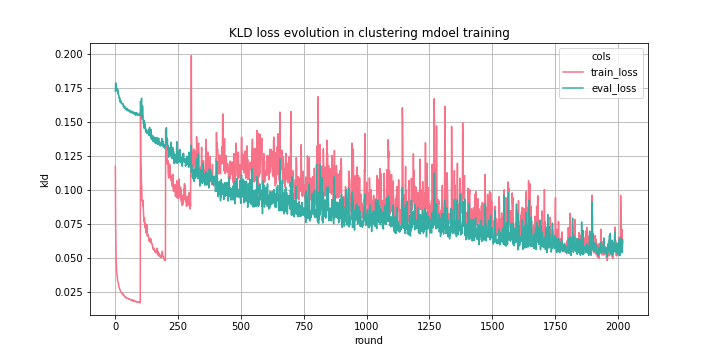 KLD loss evolution in clustering mdoel training
cols
train_loss
eval_loss
kld
0.200
0.175
0.150
0.125
0.100
0.075
0.050
0.025
0 250 500 750 1000 1250 1500 1750 2000
round